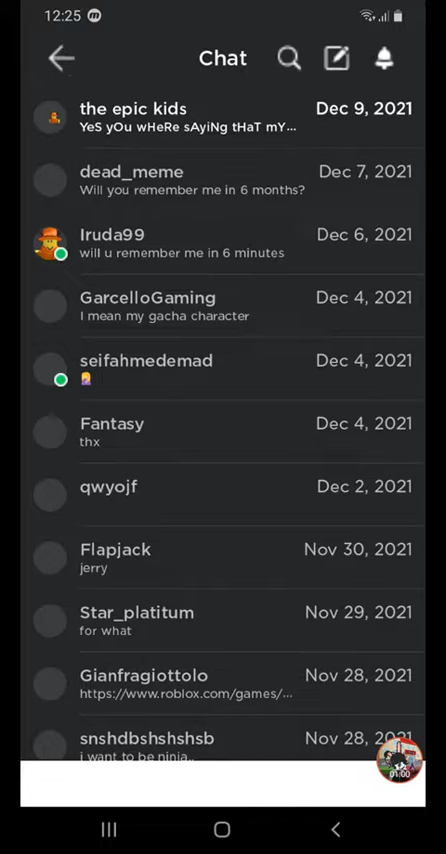 12:25
Chat
the epic kids Dec 9, 2021
YeS yOu wHeRe sAyiNg tHaT mY...
dead_meme Dec 7, 2021
Will you remember me in 6 months?
Iruda99 Dec 6, 2021
will u remember me in 6 minutes
GarcelloGaming Dec 4, 2021
I mean my gacha character
seifahmedemad Dec 4, 2021
🤦‍♀️
Fantasy Dec 4, 2021
thx
qwyojf Dec 2, 2021
Flapjack Nov 30, 2021
jerry
Star_platitum Nov 29, 2021
for what
Gianfragiottolo Nov 28, 2021
https://www.roblox.com/games/...
snshdbshshshsb Nov 28, 2021
i want to be ninja..
01:00